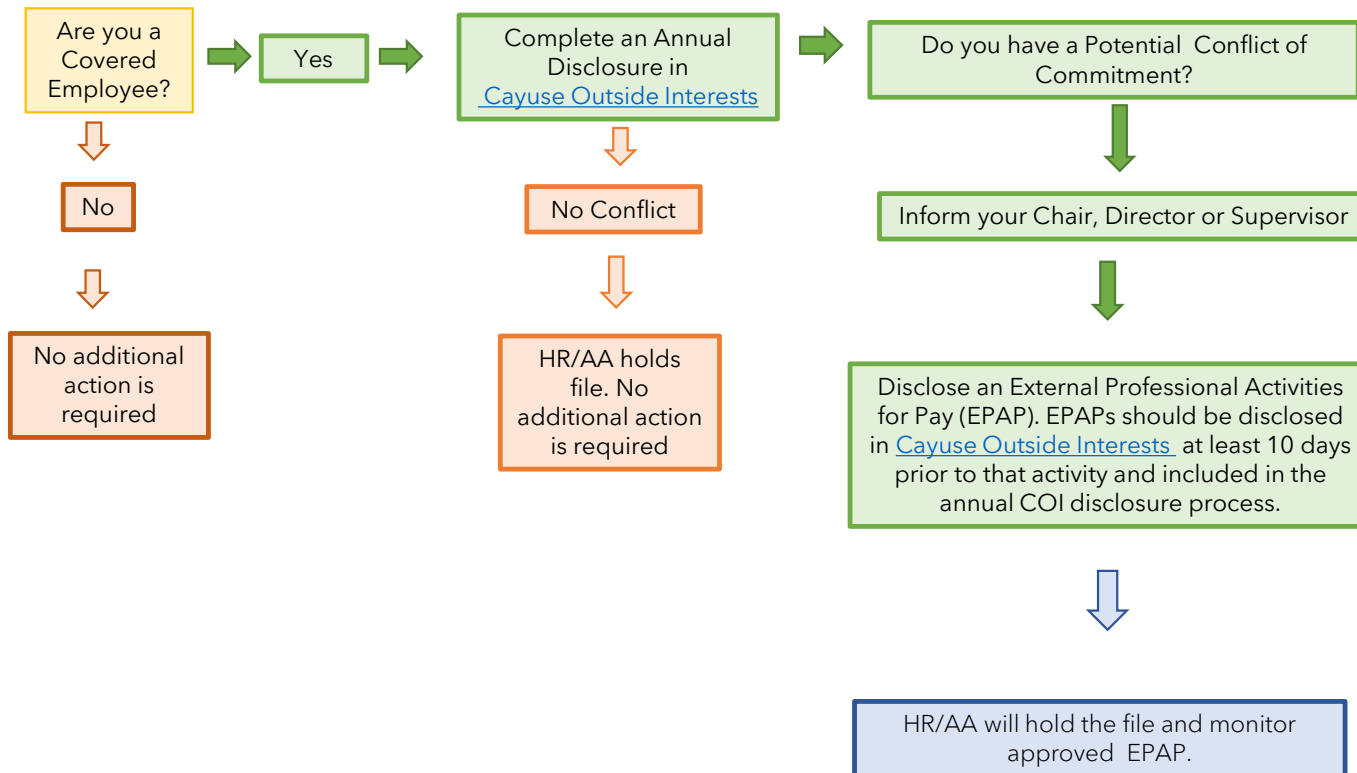 Are you a
Covered
Employee?
Yes
Complete an Annual
Disclosure in
Cayuse Outside Interests
Do you have a Potential Conflict of
Commitment?
No
No Conflict
Inform your Chair, Director or Supervisor
No additional
action is
required
HR/AA holds
file. No
additional action
is required
Disclose an External Professional Activities
for Pay (EPAP). EPAPs should be disclosed
in Cayuse Outside Interests at least 10 days
prior to that activity and included in the
annual COI disclosure process.
HR/AA will hold the file and monitor
approved EPAP.